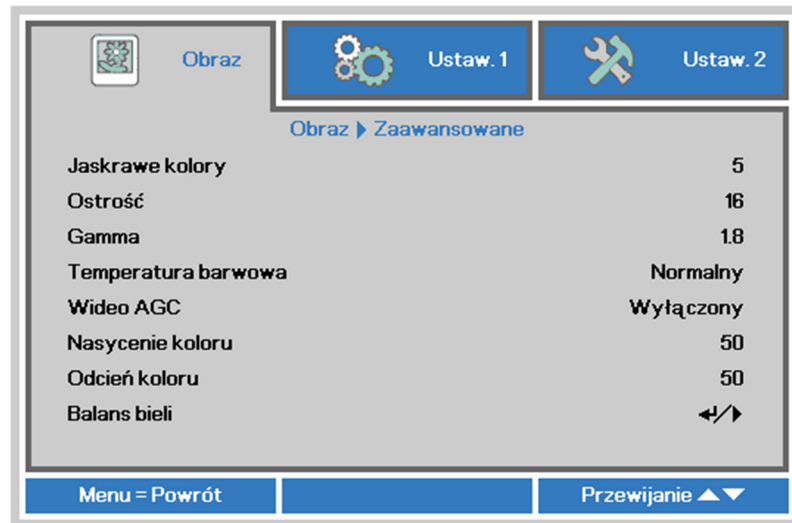 Obraz Ustaw. 1 Ustaw. 2
Obraz ▶ Zaawansowane
Jaskrawe kolory 5
Ostrość 16
Gamma 1.8
Temperatura barwowa Normalny
Wideo AGC Wyłączony
Nasycenie koloru 50
Odcień koloru 50
Balans bieli ↵/▶
Menu = Powrót Przewijanie ▲▼